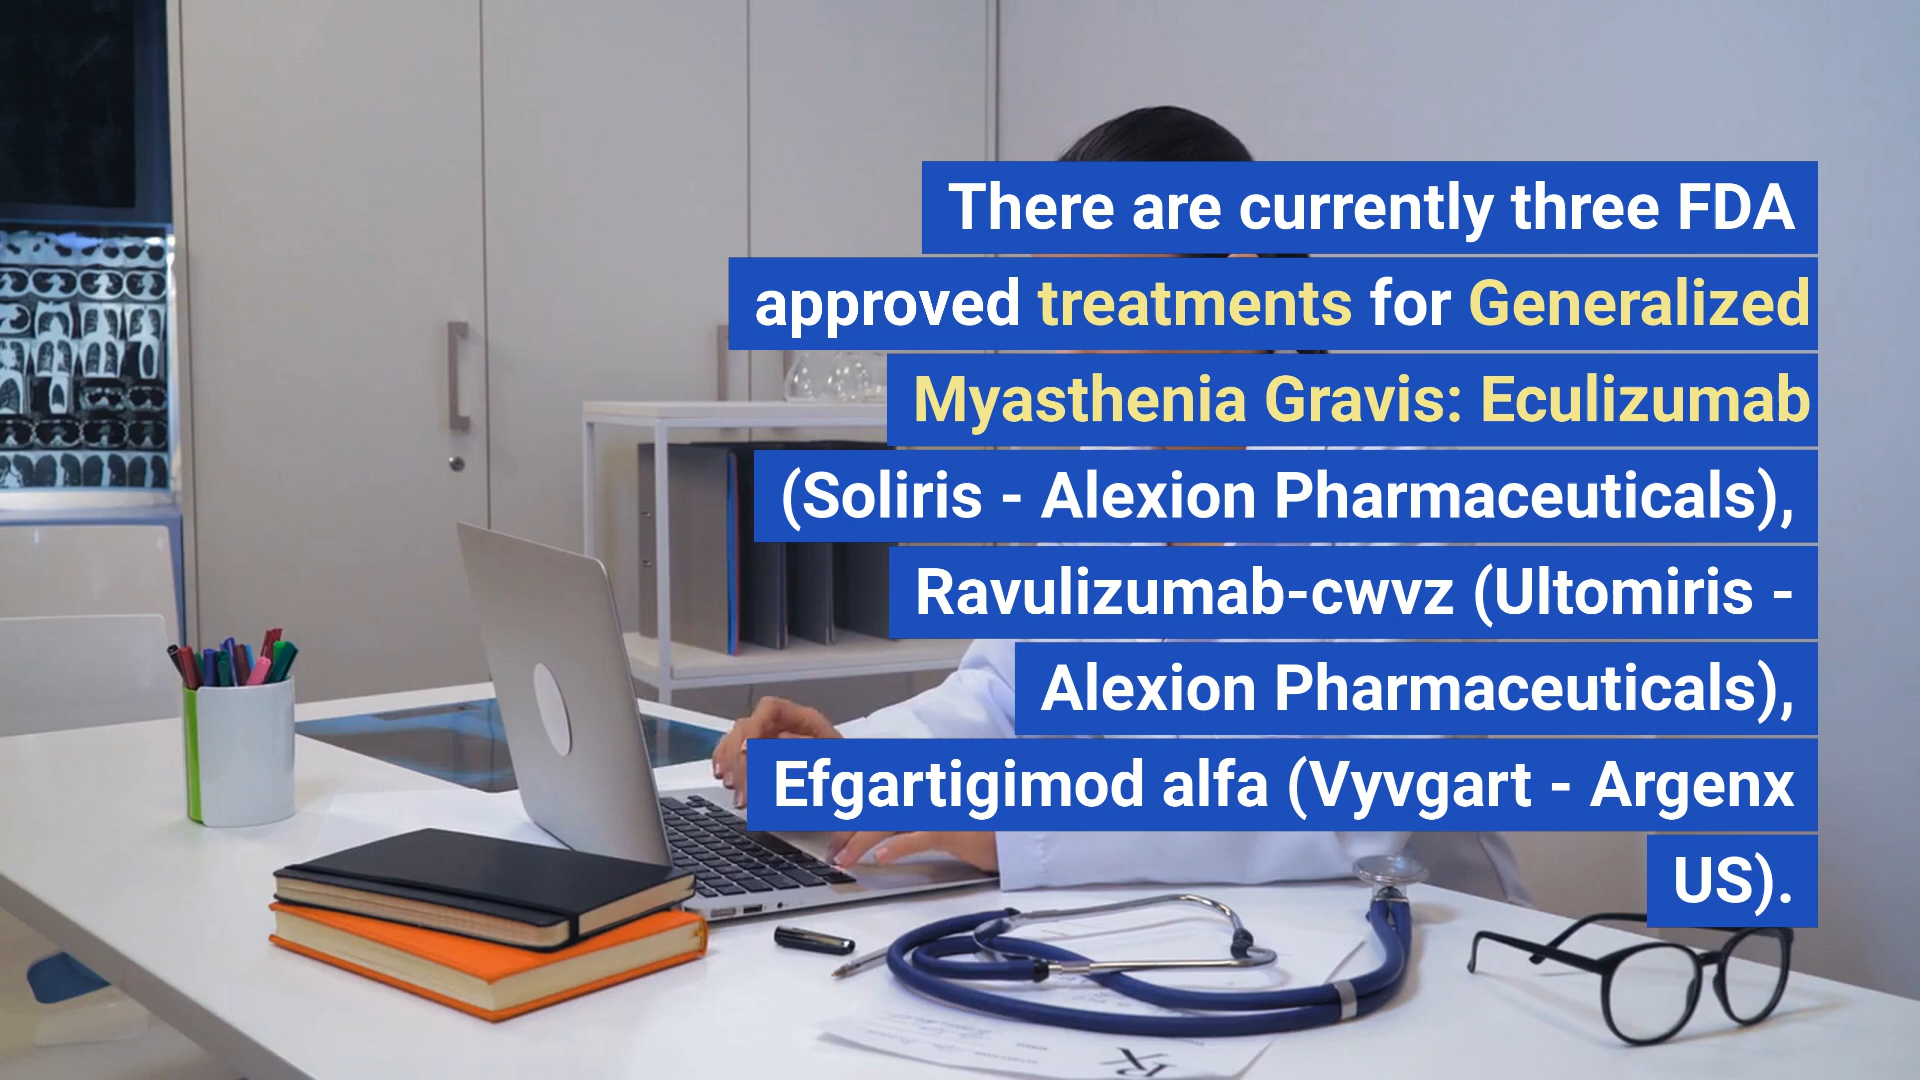 There are currently three FDA
approved treatments for Generalized
Myasthenia Gravis: Eculizumab
(Soliris - Alexion Pharmaceuticals),
Ravulizumab-cwvz (Ultomiris -
Alexion Pharmaceuticals),
Efgartigimod alfa (Vyvgart - Argenx
US).
Rx